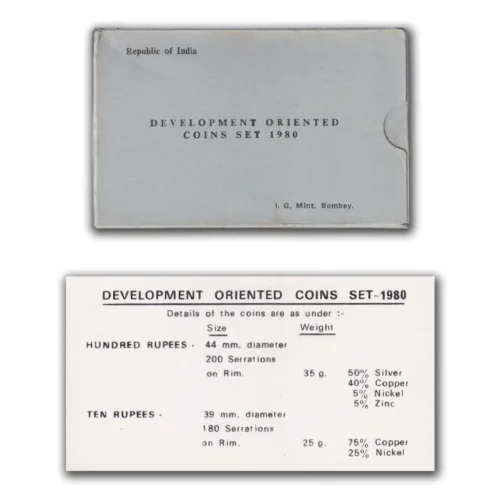 Republic of India
DEVELOPMENT ORIENTED
COINS SET 1980
I. G. Mint, Bombay.
DEVELOPMENT ORIENTED COINS SET-1980
Details of the coins are as under :-
Size Weight
HUNDRED RUPEES - 44 mm. diameter
200 Serrations
on Rim. 35 g. 50% Silver
40% Copper
5% Nickel
5% Zinc
TEN RUPEES - 39 mm. diameter
180 Serrations
on Rim. 25 g. 75% Copper
25% Nickel